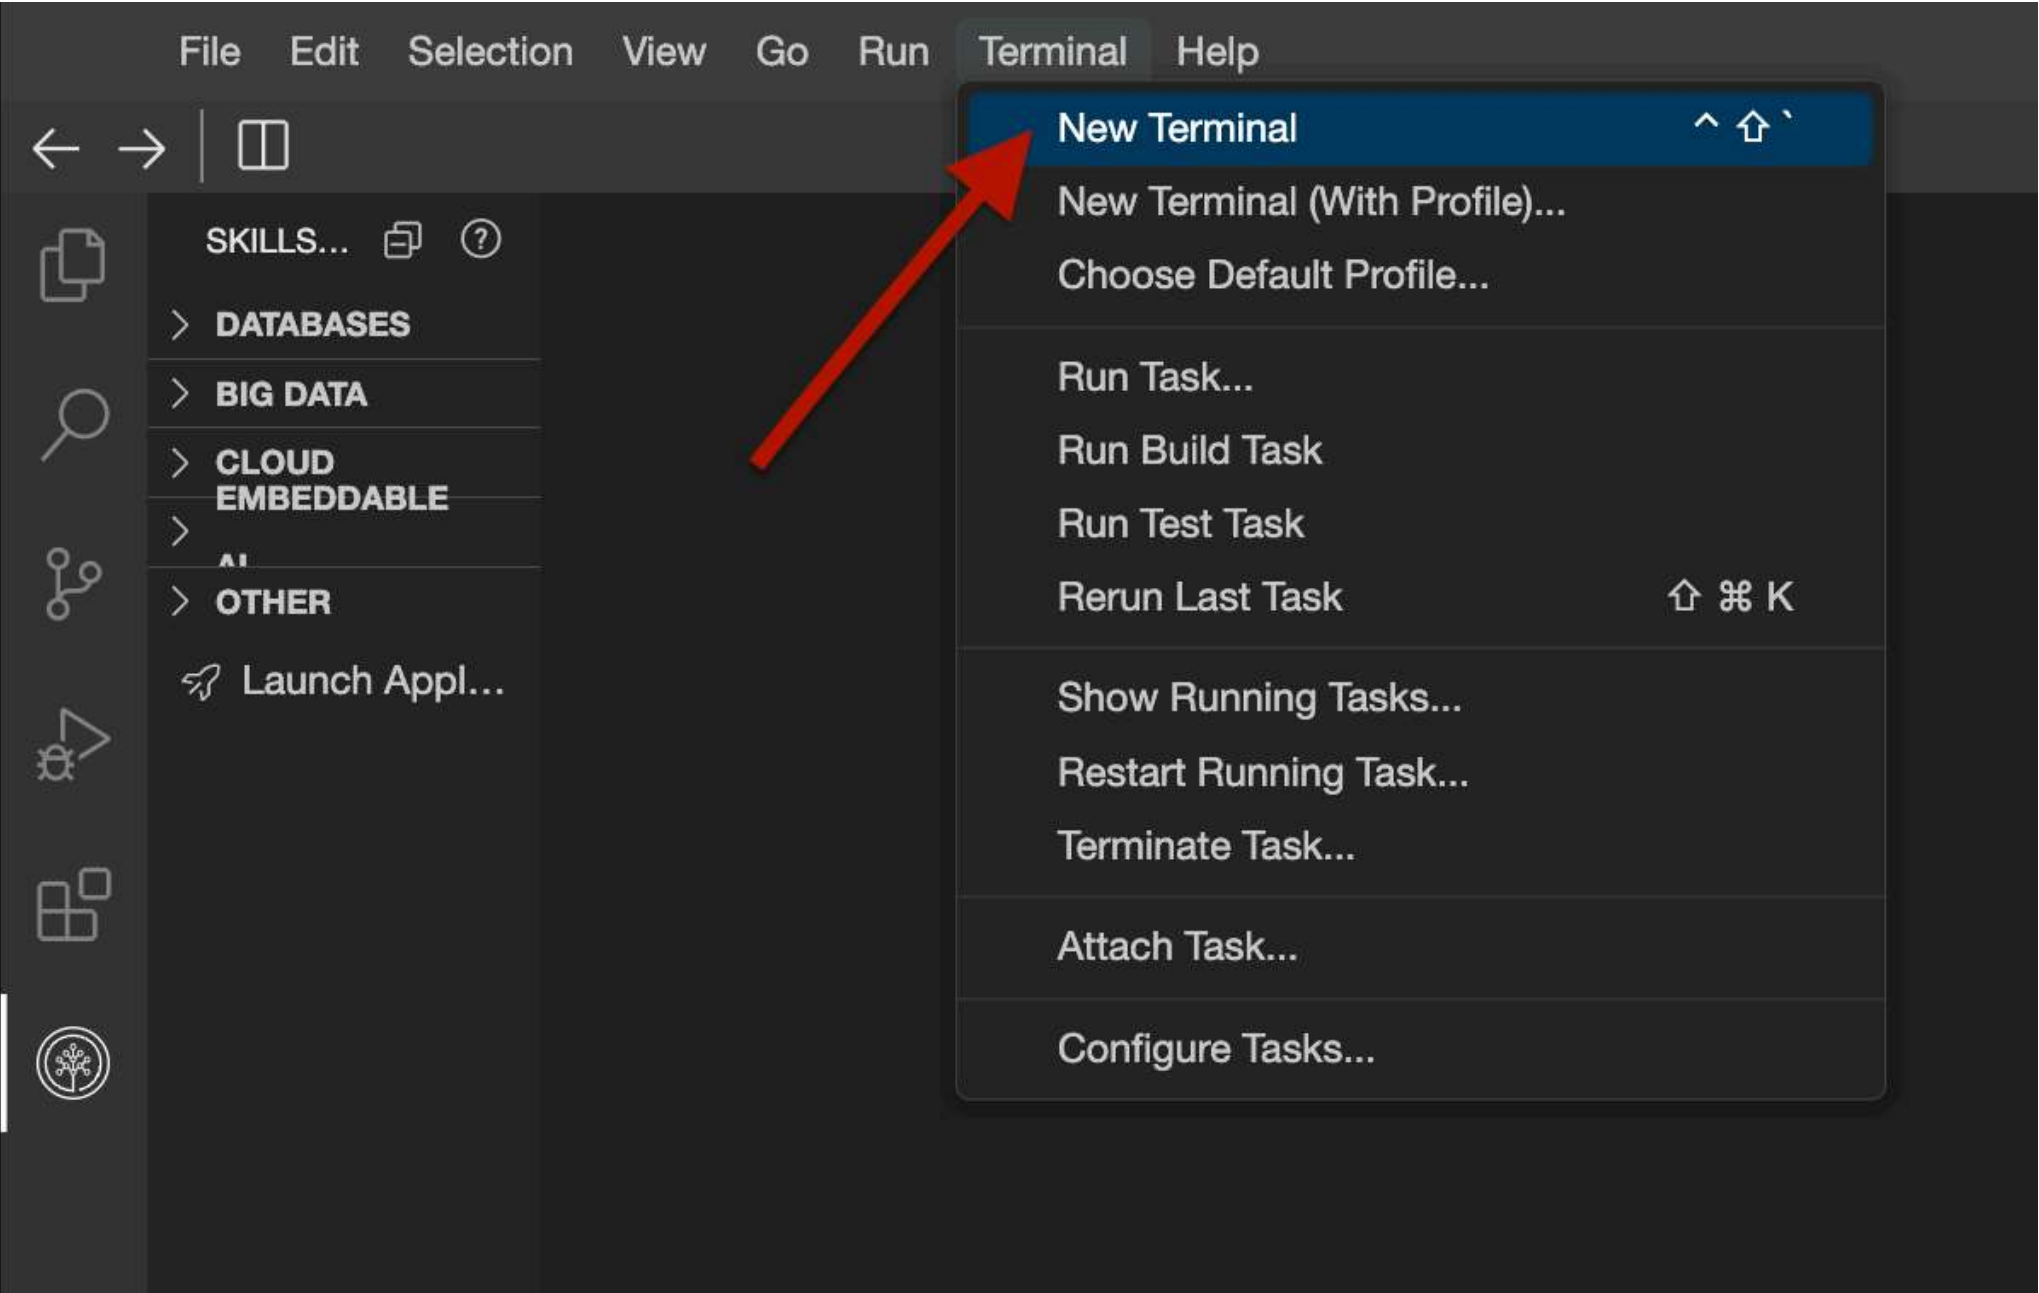 File Edit Selection View Go Run Terminal Help
SKILLS...
DATABASES
BIG DATA
CLOUD
EMBEDDABLE
AI
OTHER
Launch Appl...
New Terminal ^ ⇧ `
New Terminal (With Profile)...
Choose Default Profile...
Run Task...
Run Build Task
Run Test Task
Rerun Last Task ⇧ ⌘ K
Show Running Tasks...
Restart Running Task...
Terminate Task...
Attach Task...
Configure Tasks...